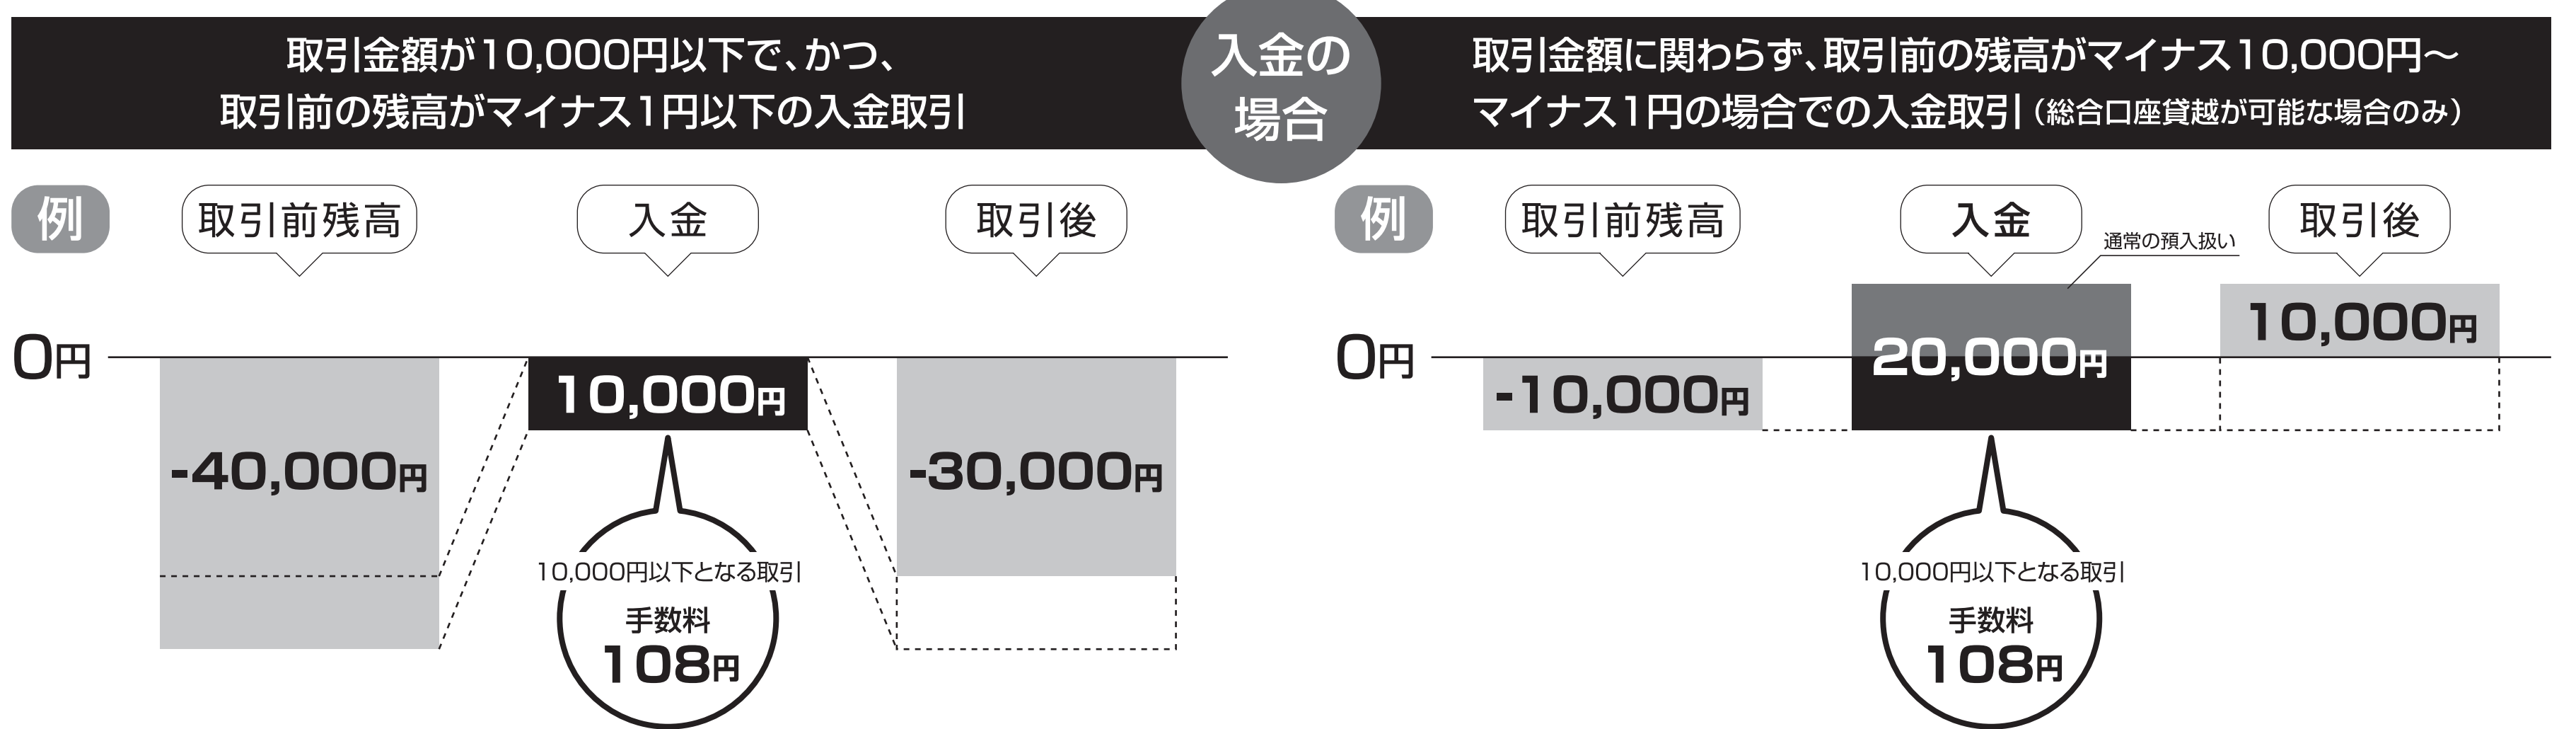 取引金額が10,000円以下で、かつ、
取引前の残高がマイナス1円以下の入金取引
入金の
場合
取引金額に関わらず、取引前の残高がマイナス10,000円～
マイナス1円の場合での入金取引（総合口座貸越が可能な場合のみ）
例
取引前残高
入金
取引後
0円
-40,000円
10,000円
-30,000円
10,000円以下となる取引
手数料
108円
例
取引前残高
入金
通常の預入扱い
取引後
0円
-10,000円
20,000円
10,000円
10,000円以下となる取引
手数料
108円